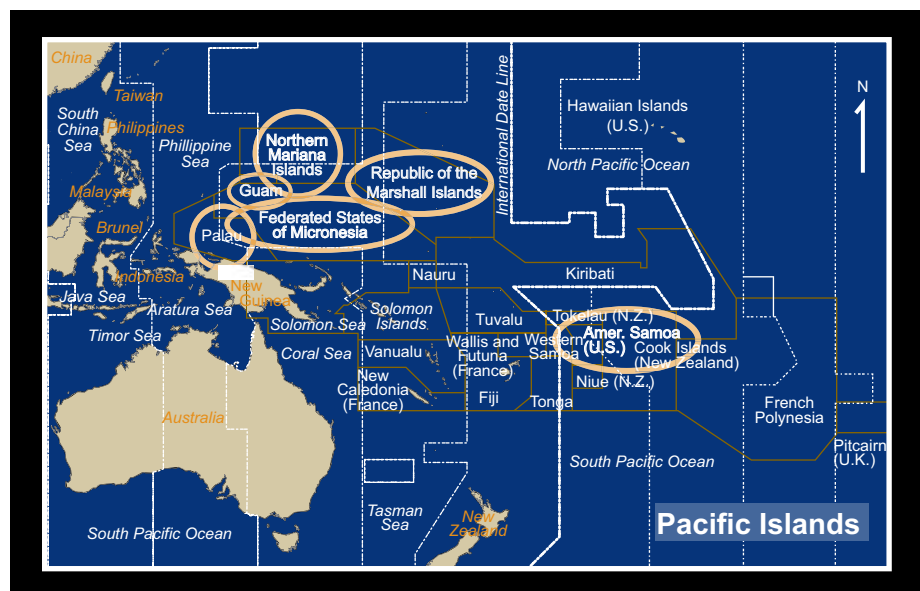 China
Taiwan
South
China
Sea
Philippines
Phillippine
Sea
Malaysia
Brunel
Indonesia
Java Sea
Aratura Sea
Timor Sea
Northern
Mariana
Islands
Guam
Republic of the
Marshall Islands
Federated States
of Micronesia
Palau
New
Guinea
Solomon Sea
Solomon
Islands
Coral Sea
Nauru
Kiribati
International Date Line
Hawaiian Islands
(U.S.)
North Pacific Ocean
N
Tuvalu
Tokelau (N.Z.)
Vanualu
Wallis and
Futuna
(France)
Western
Samoa
Amer. Samoa
(U.S.)
Cook Islands
(New Zealand)
New
Caledonia
(France)
Fiji
Tonga
Niue (N.Z.)
French
Polynesia
Pitcairn
(U.K.)
Australia
South Pacific Ocean
Tasman
Sea
New
Zealand
South Pacific Ocean
Pacific Islands